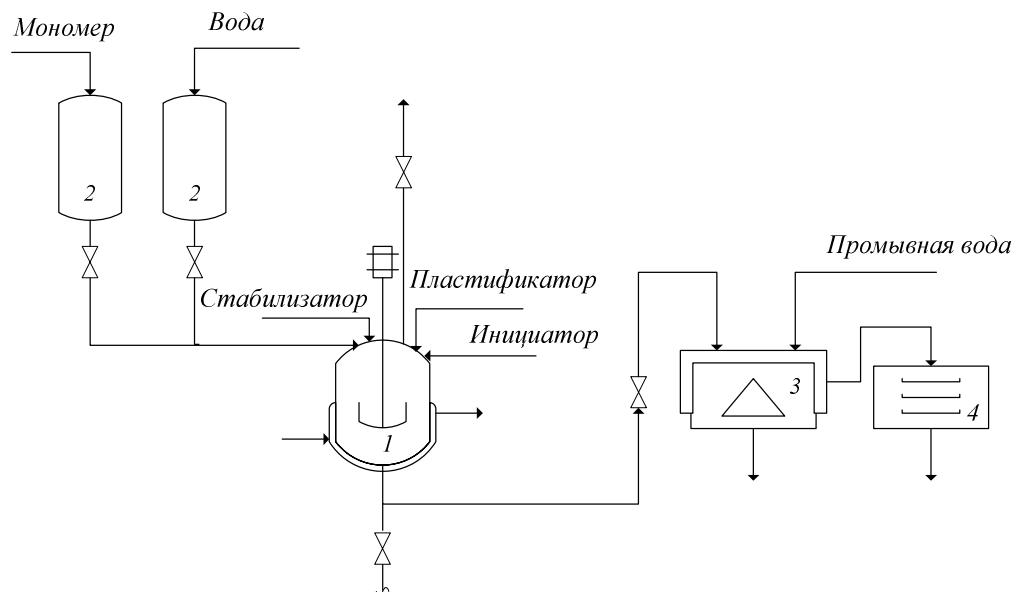 Мономер
Вода
2
2
Промывная вода
Пластификатор
Стабилизатор
Инициатор
3
4
1